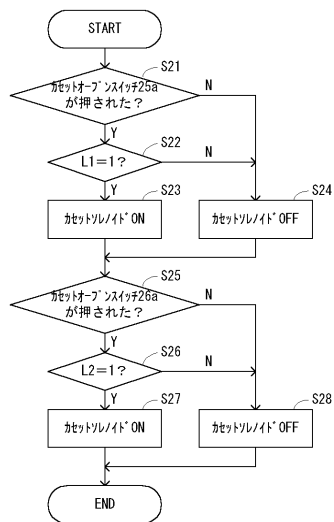 START
S21
ｶｾｯﾄｵｰﾌﾟﾝｽｲｯﾁ25a
が押された？
N
Y
S22
L1＝1？
N
Y
S23
ｶｾｯﾄｿﾚﾉｲﾄﾞON
S24
ｶｾｯﾄｿﾚﾉｲﾄﾞOFF
S25
ｶｾｯﾄｵｰﾌﾟﾝｽｲｯﾁ26a
が押された？
N
Y
S26
L2＝1？
N
Y
S27
ｶｾｯﾄｿﾚﾉｲﾄﾞON
S28
ｶｾｯﾄｿﾚﾉｲﾄﾞOFF
END